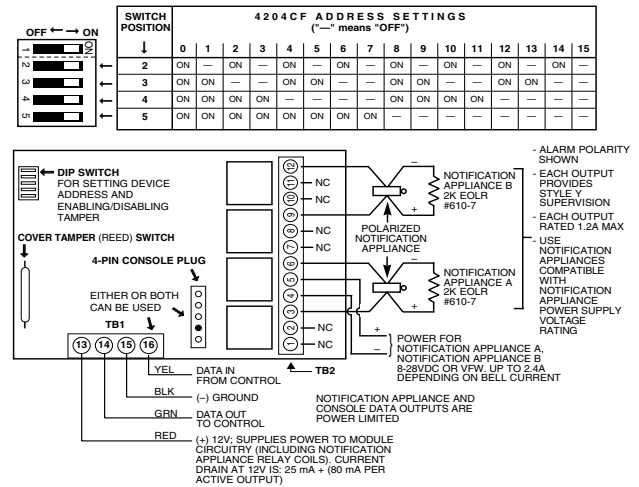 OFF ←→ ON
ON
1
2
3
4
5
SWITCH POSITION ↓
4 2 0 4 C F   A D D R E S S   S E T T I N G S
("—" means "OFF")
0 1 2 3 4 5 6 7 8 9 10 11 12 13 14 15
2 ON — ON — ON — ON — ON — ON — ON — ON —
3 ON ON — — ON ON — — ON ON — — ON ON — —
4 ON ON ON ON — — — — ON ON ON ON — — — —
5 ON ON ON ON ON ON ON ON — — — — — — — —
DIP SWITCH
FOR SETTING DEVICE
ADDRESS AND
ENABLING/DISABLING
TAMPER
COVER TAMPER (REED) SWITCH
4-PIN CONSOLE PLUG
EITHER OR BOTH
CAN BE USED
TB1
13 14 15 16
12
11 NC
10 NC
9
8 NC
7 NC
6
5
4
3
2 NC
1 NC
TB2
–
+
NOTIFICATION
APPLIANCE B
2K EOLR
#610-7
POLARIZED
NOTIFICATION
APPLIANCE
–
+
NOTIFICATION
APPLIANCE A
2K EOLR
#610-7
+
–
POWER FOR
NOTIFICATION APPLIANCE A,
NOTIFICATION APPLIANCE B
8-28VDC OR VFW. UP TO 2.4A
DEPENDING ON BELL CURRENT
- ALARM POLARITY
SHOWN
- EACH OUTPUT
PROVIDES
STYLE Y
SUPERVISION
- EACH OUTPUT
RATED 1.2A MAX
- USE
NOTIFICATION
APPLIANCES
COMPATIBLE
WITH
NOTIFICATION
APPLIANCE
POWER SUPPLY
VOLTAGE
RATING
YEL DATA IN
FROM CONTROL
BLK (–) GROUND
GRN DATA OUT
TO CONTROL
RED (+) 12V; SUPPLIES POWER TO MODULE
CIRCUITRY (INCLUDING NOTIFICATION
APPLIANCE RELAY COILS). CURRENT
DRAIN AT 12V IS: 25 mA + (80 mA PER
ACTIVE OUTPUT)
NOTIFICATION APPLIANCE AND
CONSOLE DATA OUTPUTS ARE
POWER LIMITED